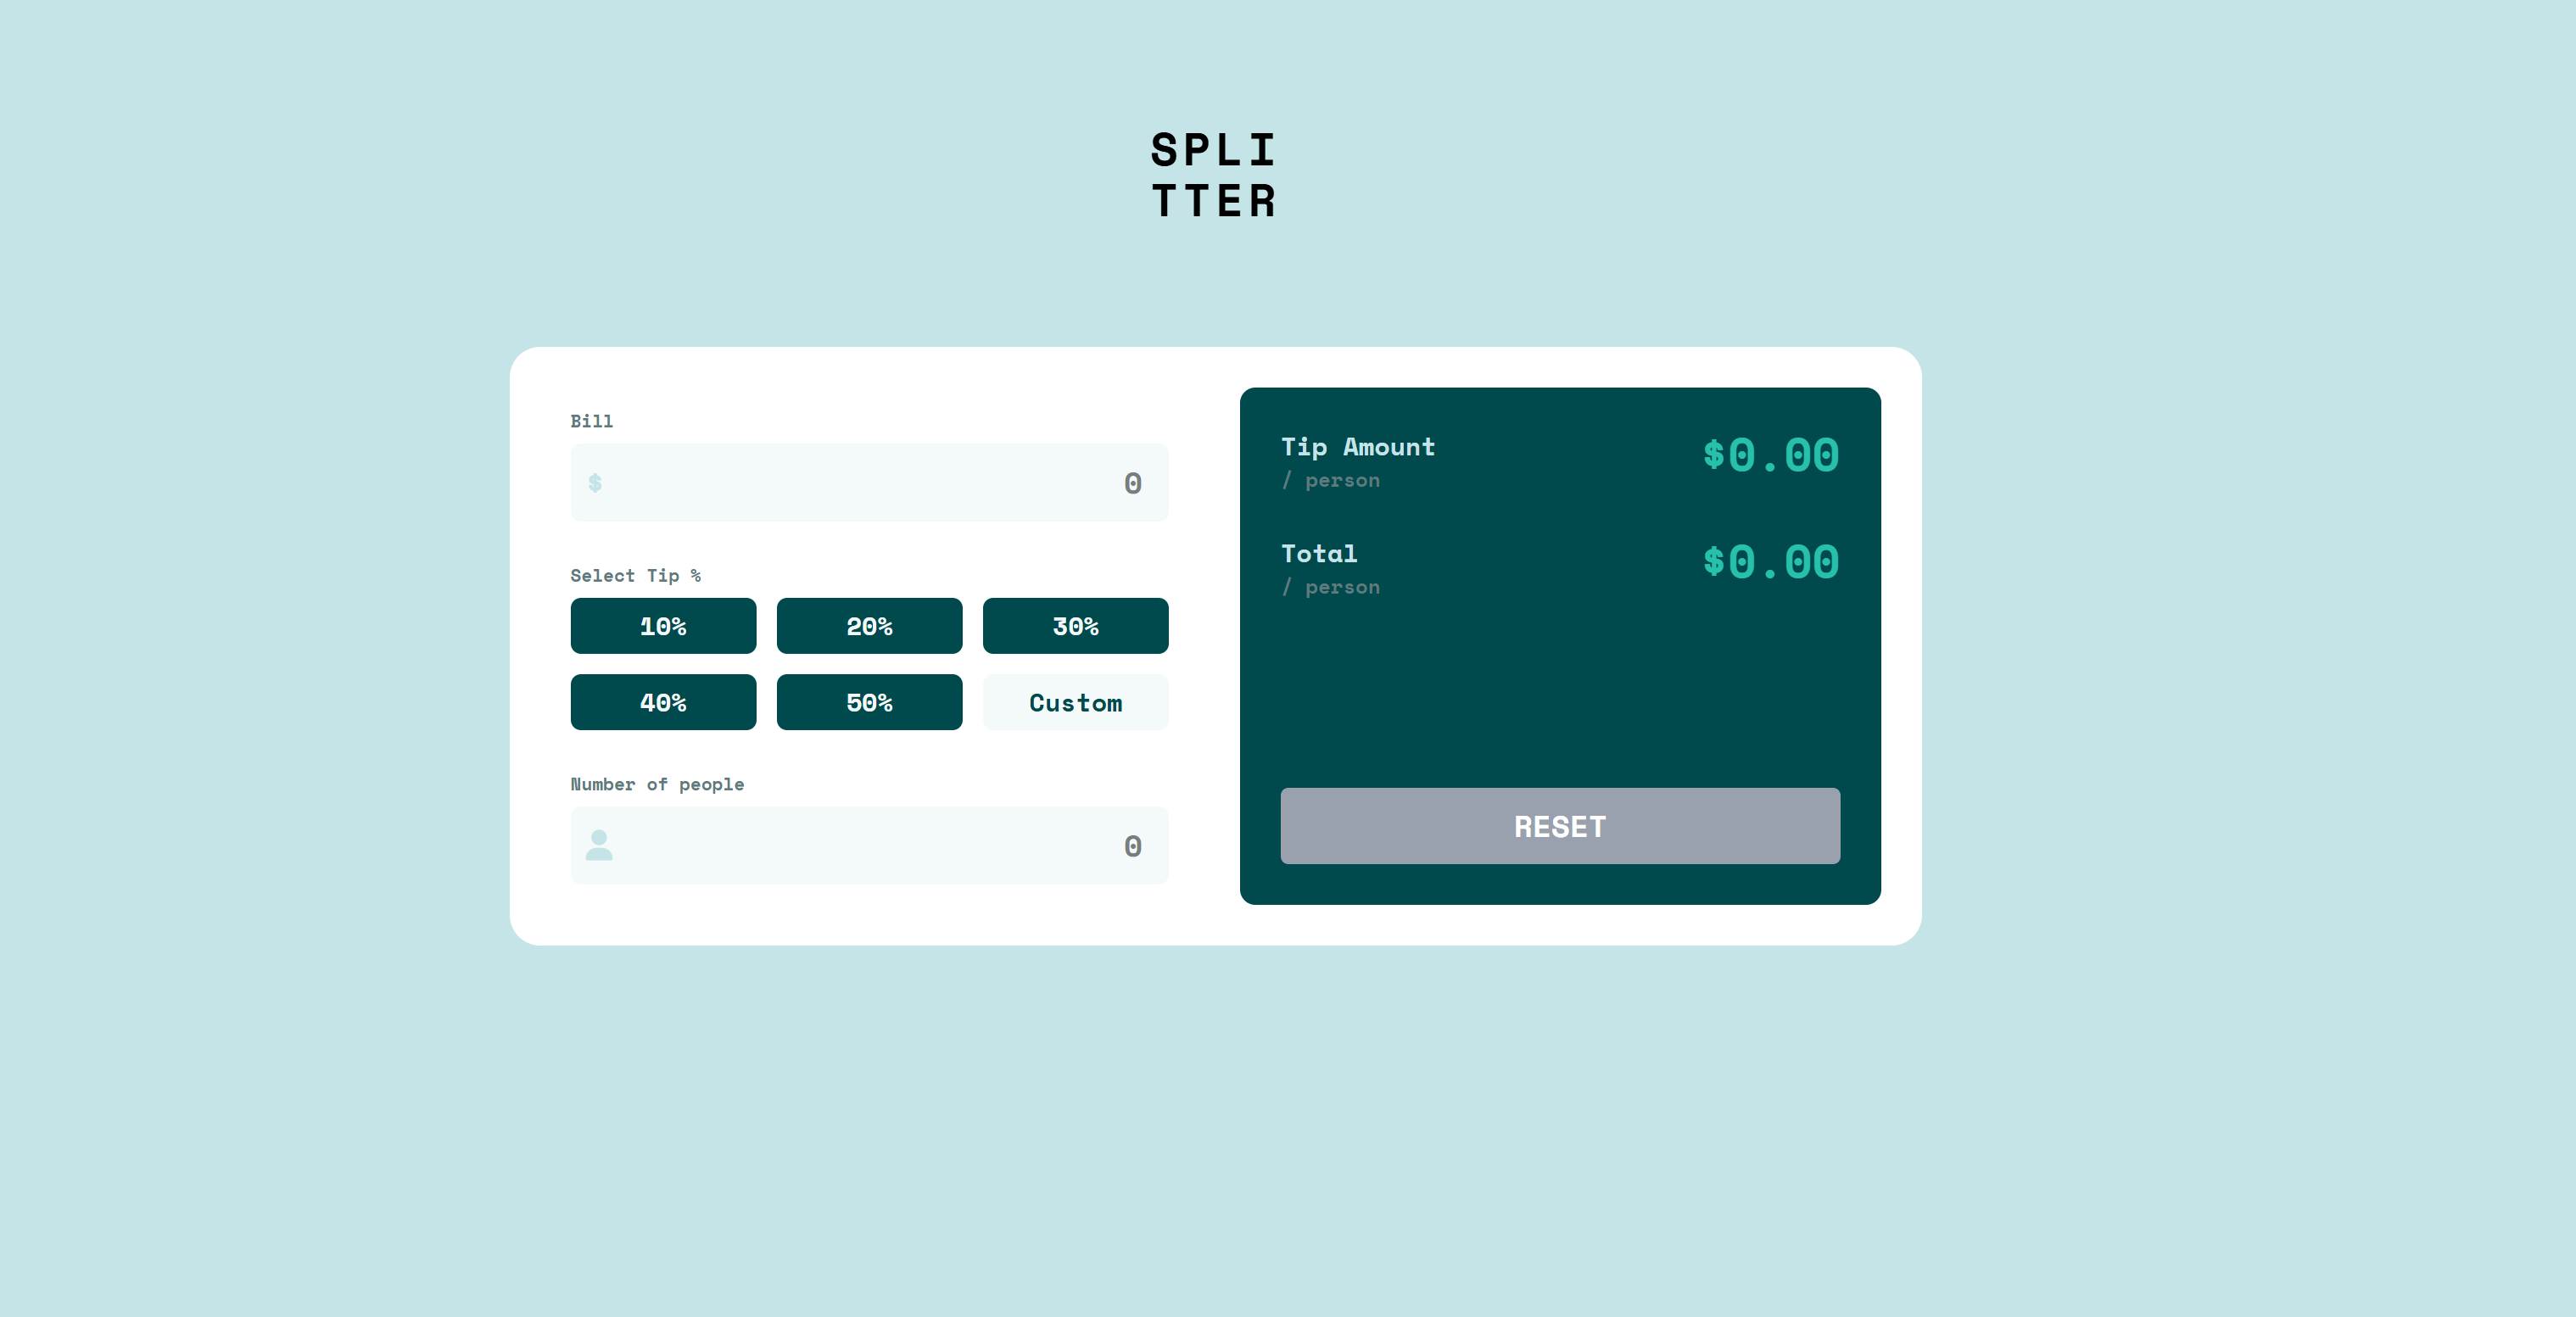 SPLI
TTER
Bill
$ 0
Select Tip %
10% 20% 30%
40% 50% Custom
Number of people
0
Tip Amount $0.00
/ person
Total $0.00
/ person
RESET